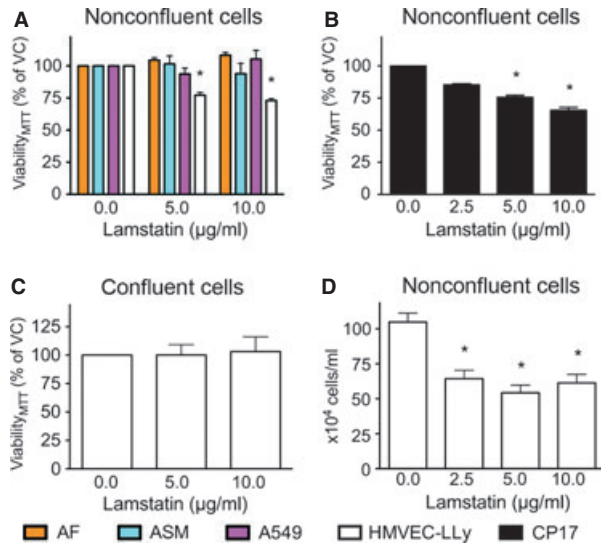 A
Nonconfluent cells
Viability_MTT (% of VC)
100
75
50
25
0
*
*
0.0 5.0 10.0
Lamstatin (µg/ml)
B
Nonconfluent cells
Viability_MTT (% of VC)
100
75
50
25
0
*
*
0.0 2.5 5.0 10.0
Lamstatin (µg/ml)
C
Confluent cells
Viability_MTT (% of VC)
125
100
75
50
25
0
0.0 5.0 10.0
Lamstatin (µg/ml)
D
Nonconfluent cells
x10⁴ cells/ml
100
75
50
25
0
* * *
0.0 2.5 5.0 10.0
Lamstatin (µg/ml)
AF ASM A549 HMVEC-LLy CP17